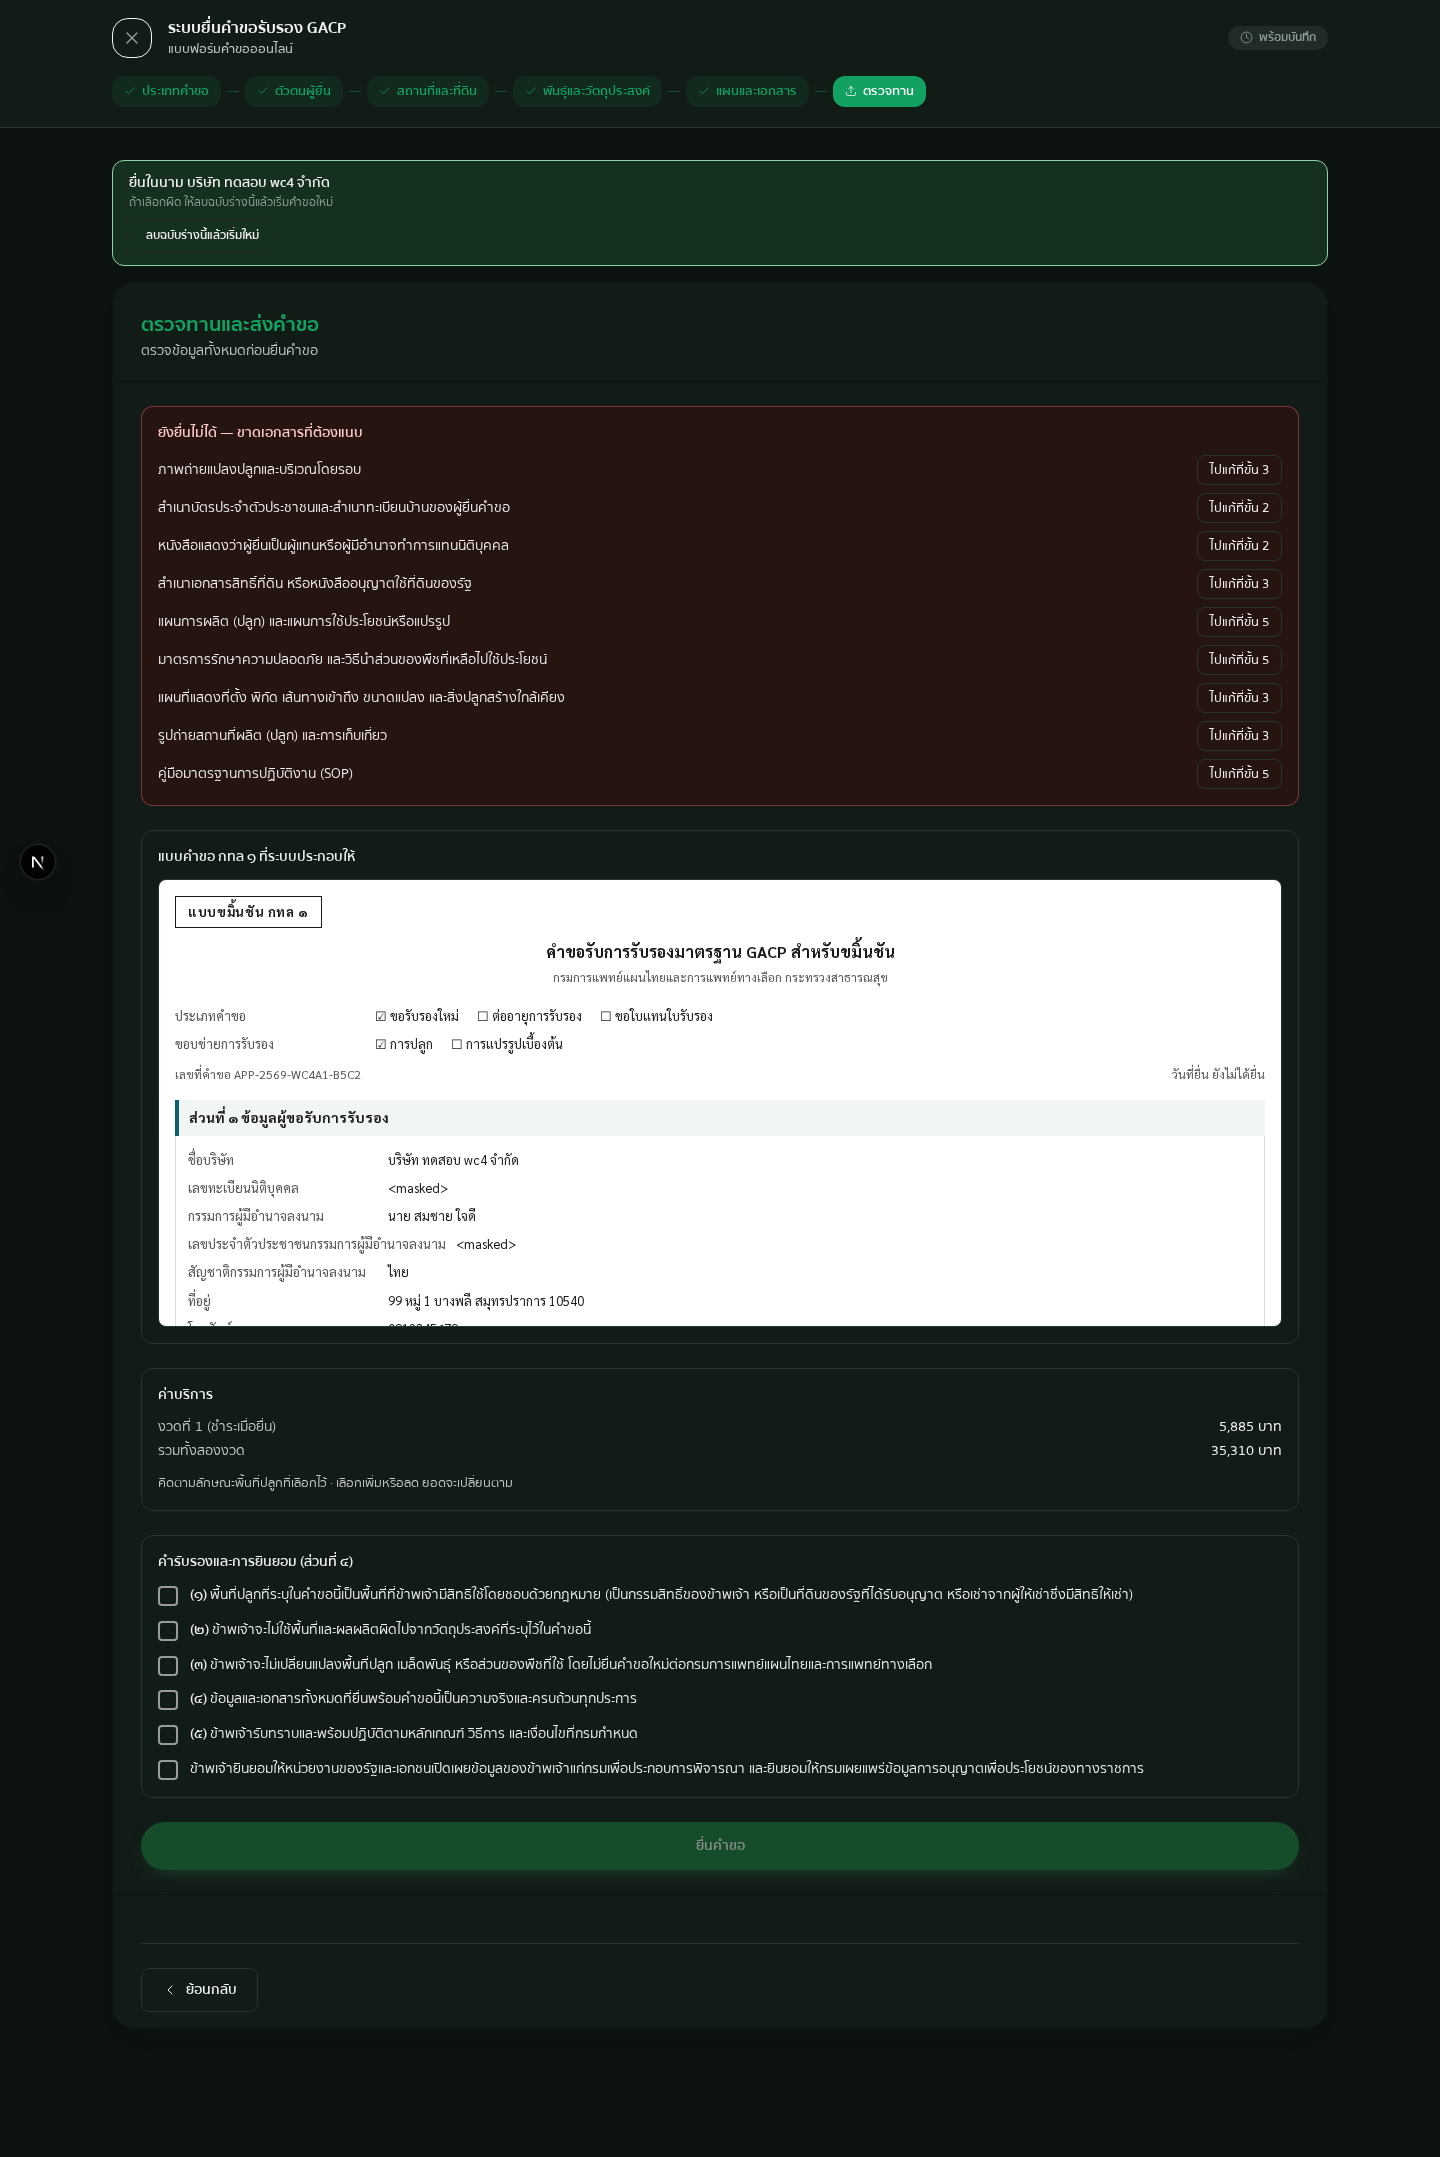 ระบบยื่นคำขอรับรอง GACP
แบบฟอร์มคำขอออนไลน์
พร้อมบันทึก
ประเภทคำขอ — ตัวตนผู้ยื่น — สถานที่และที่ดิน — พันธุ์และวัตถุประสงค์ — แผนและเอกสาร — ตรวจทาน
ยื่นในนาม บริษัท ทดสอบ wc4 จำกัด
ถ้าเลือกผิด ให้ลบฉบับร่างนี้แล้วเริ่มคำขอใหม่
ลบฉบับร่างนี้แล้วเริ่มใหม่
ตรวจทานและส่งคำขอ
ตรวจข้อมูลทั้งหมดก่อนยื่นคำขอ
ยังยื่นไม่ได้ — ขาดเอกสารที่ต้องแนบ
ภาพถ่ายแปลงปลูกและบริเวณโดยรอบ ไปแก้ที่ขั้น 3
สำเนาบัตรประจำตัวประชาชนและสำเนาทะเบียนบ้านของผู้ยื่นคำขอ ไปแก้ที่ขั้น 2
หนังสือแสดงว่าผู้ยื่นเป็นผู้แทนหรือผู้มีอำนาจทำการแทนนิติบุคคล ไปแก้ที่ขั้น 2
สำเนาเอกสารสิทธิ์ที่ดิน หรือหนังสืออนุญาตใช้ที่ดินของรัฐ ไปแก้ที่ขั้น 3
แผนการผลิต (ปลูก) และแผนการใช้ประโยชน์หรือแปรรูป ไปแก้ที่ขั้น 5
มาตรการรักษาความปลอดภัย และวิธีนำส่วนของพืชที่เหลือไปใช้ประโยชน์ ไปแก้ที่ขั้น 5
แผนที่แสดงที่ตั้ง พิกัด เส้นทางเข้าถึง ขนาดแปลง และสิ่งปลูกสร้างใกล้เคียง ไปแก้ที่ขั้น 3
รูปถ่ายสถานที่ผลิต (ปลูก) และการเก็บเกี่ยว ไปแก้ที่ขั้น 3
คู่มือมาตรฐานการปฏิบัติงาน (SOP) ไปแก้ที่ขั้น 5
แบบคำขอ กทล ๑ ที่ระบบประกอบให้
แบบขมิ้นชัน กทล ๑
คำขอรับการรับรองมาตรฐาน GACP สำหรับขมิ้นชัน
กรมการแพทย์แผนไทยและการแพทย์ทางเลือก กระทรวงสาธารณสุข
ประเภทคำขอ ☑ ขอรับรองใหม่ ☐ ต่ออายุการรับรอง ☐ ขอใบแทนใบรับรอง
ขอบข่ายการรับรอง ☑ การปลูก ☐ การแปรรูปเบื้องต้น
เลขที่คำขอ APP-2569-WC4A1-B5C2 วันที่ยื่น ยังไม่ได้ยื่น
ส่วนที่ ๑ ข้อมูลผู้ขอรับการรับรอง
ชื่อบริษัท บริษัท ทดสอบ wc4 จำกัด
เลขทะเบียนนิติบุคคล <masked>
กรรมการผู้มีอำนาจลงนาม นาย สมชาย ใจดี
เลขประจำตัวประชาชนกรรมการผู้มีอำนาจลงนาม <masked>
สัญชาติกรรมการผู้มีอำนาจลงนาม ไทย
ที่อยู่ 99 หมู่ 1 บางพลี สมุทรปราการ 10540
ค่าบริการ
งวดที่ 1 (ชำระเมื่อยื่น) 5,885 บาท
รวมทั้งสองงวด 35,310 บาท
คิดตามลักษณะพื้นที่ปลูกที่เลือกไว้ · เลือกเพิ่มหรือลด ยอดจะเปลี่ยนตาม
คำรับรองและการยินยอม (ส่วนที่ ๔)
(๑) พื้นที่ปลูกที่ระบุในคำขอนี้เป็นพื้นที่ที่ข้าพเจ้ามีสิทธิใช้โดยชอบด้วยกฎหมาย (เป็นกรรมสิทธิ์ของข้าพเจ้า หรือเป็นที่ดินของรัฐที่ได้รับอนุญาต หรือเช่าจากผู้ให้เช่าซึ่งมีสิทธิให้เช่า)
(๒) ข้าพเจ้าจะไม่ใช้พื้นที่และผลผลิตผิดไปจากวัตถุประสงค์ที่ระบุไว้ในคำขอนี้
(๓) ข้าพเจ้าจะไม่เปลี่ยนแปลงพื้นที่ปลูก เมล็ดพันธุ์ หรือส่วนของพืชที่ใช้ โดยไม่ยื่นคำขอใหม่ต่อกรมการแพทย์แผนไทยและการแพทย์ทางเลือก
(๔) ข้อมูลและเอกสารทั้งหมดที่ยื่นพร้อมคำขอนี้เป็นความจริงและครบถ้วนทุกประการ
(๕) ข้าพเจ้ารับทราบและพร้อมปฏิบัติตามหลักเกณฑ์ วิธีการ และเงื่อนไขที่กรมกำหนด
ข้าพเจ้ายินยอมให้หน่วยงานของรัฐและเอกชนเปิดเผยข้อมูลของข้าพเจ้าแก่กรมเพื่อประกอบการพิจารณา และยินยอมให้กรมเผยแพร่ข้อมูลการอนุญาตเพื่อประโยชน์ของทางราชการ
ยื่นคำขอ
ย้อนกลับ